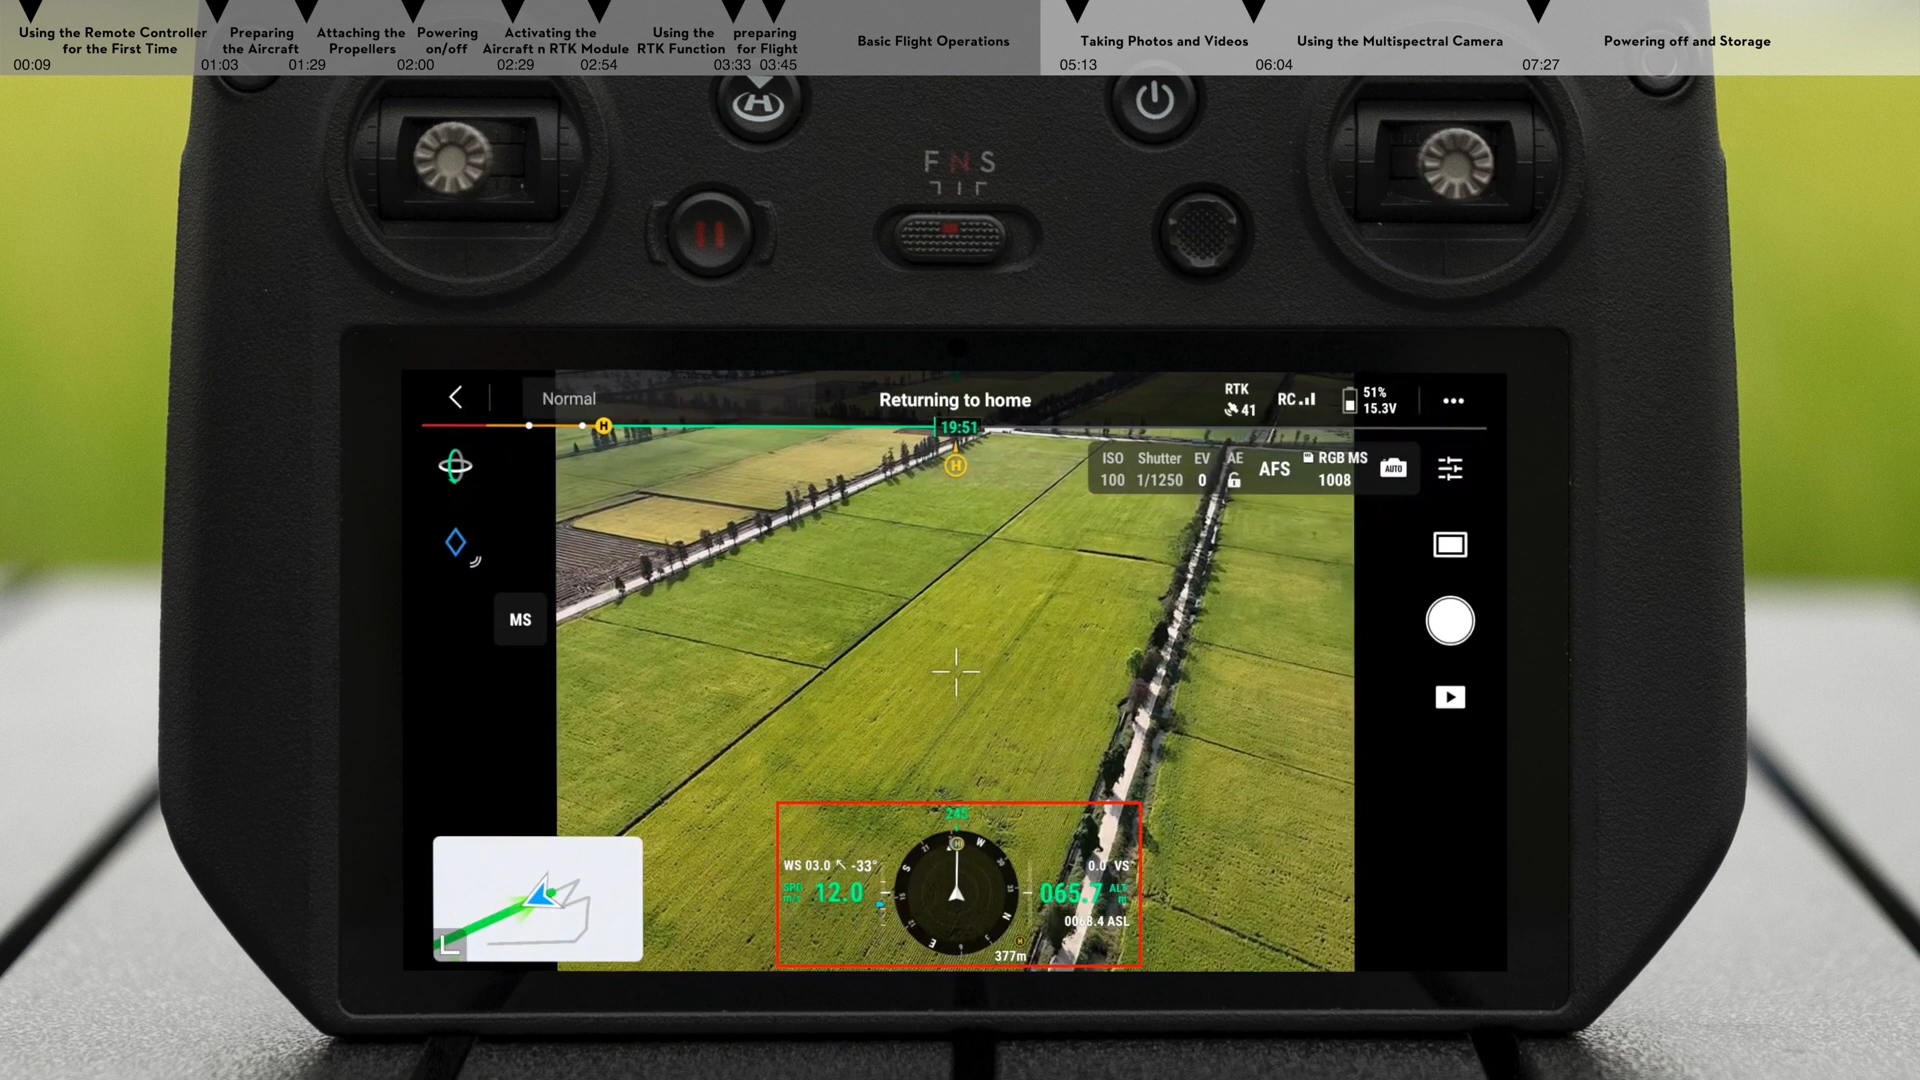 Using the Remote Controller
for the First Time
00:09
Preparing
the Aircraft
01:03
Attaching the
Propellers
01:29
Powering
on/off
02:00
Activating the
Aircraft n RTK Module
02:29
02:54
Using the
RTK Function
03:33
preparing
for Flight
03:45
Basic Flight Operations
Taking Photos and Videos
05:13
Using the Multispectral Camera
06:04
Powering off and Storage
07:27
H
F N S
Normal
Returning to home
RTK
41
RC
51%
15.3V
H
19:51
H
ISO
100
Shutter
1/1250
EV
0
AE
AFS
RGB MS
1008
AUTO
MS
245
WS 03.0 -33°
SPD
m/s
12.0
H
W
S
N
E
0.0 VS
065.7 ALT
m
0068.4 ASL
H
377m